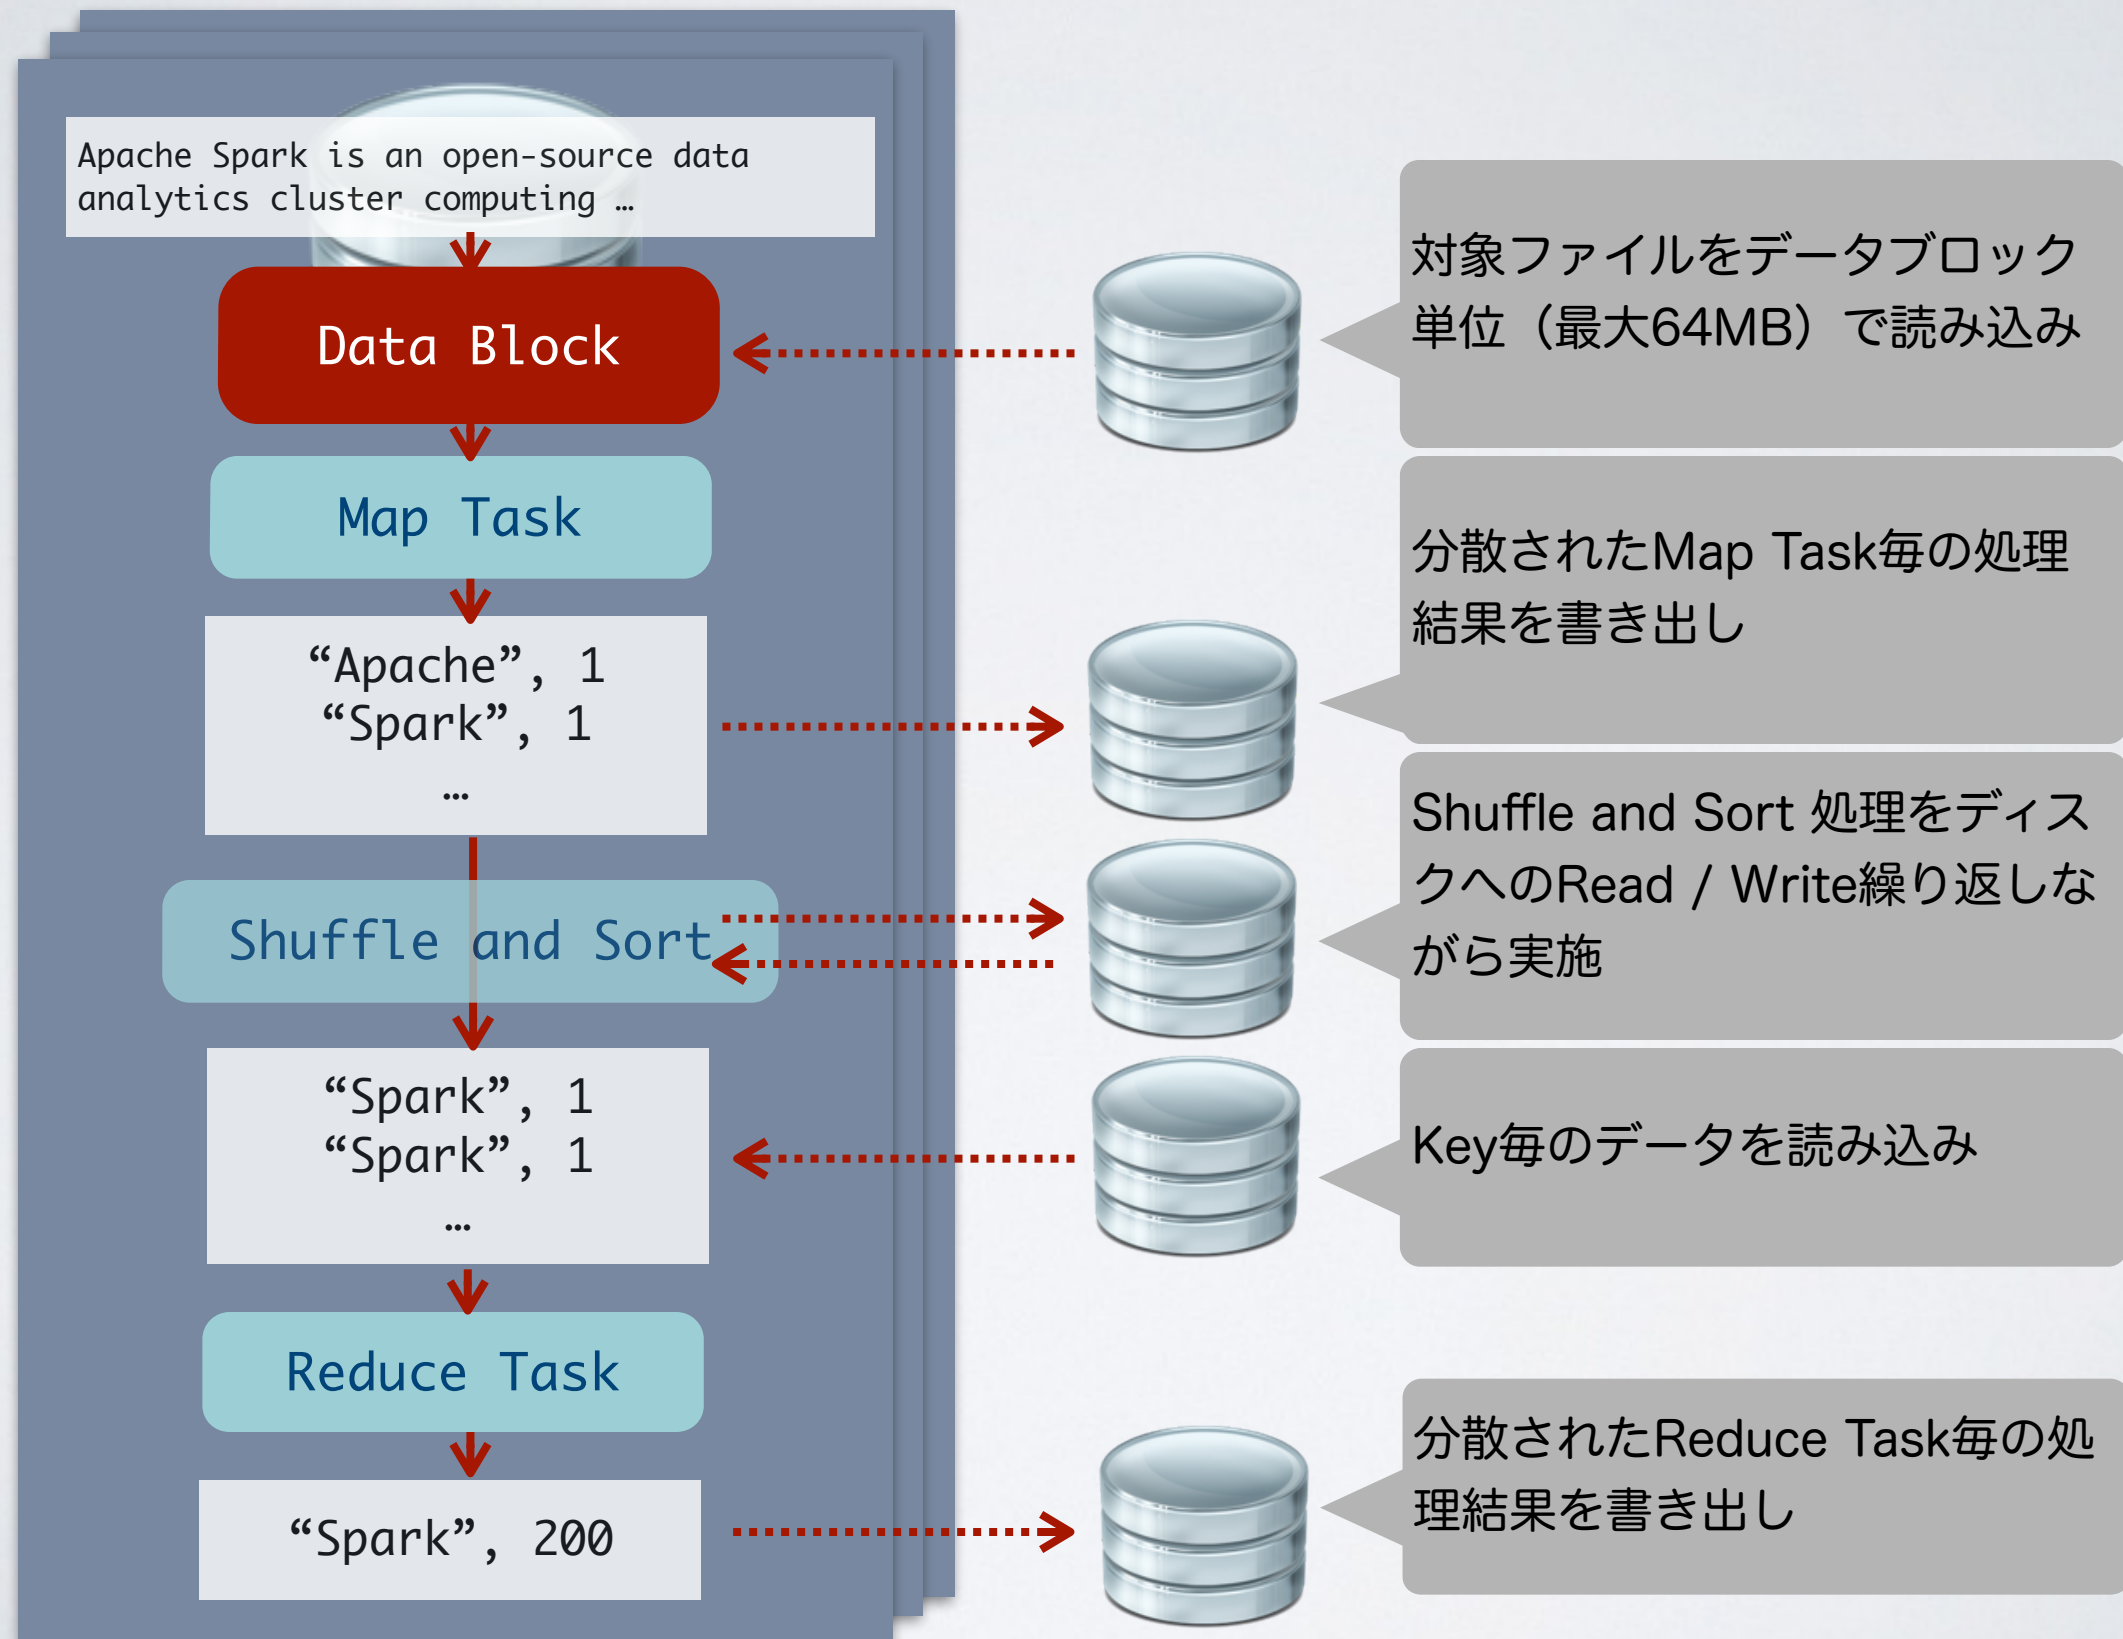 Apache Spark is an open-source data
analytics cluster computing …
Data Block
対象ファイルをデータブロック
単位（最大64MB）で読み込み
Map Task
分散されたMap Task毎の処理
結果を書き出し
“Apache”, 1
“Spark”, 1
…
Shuffle and Sort
Shuffle and Sort 処理をディス
クへのRead / Write繰り返しな
がら実施
“Spark”, 1
“Spark”, 1
…
Key毎のデータを読み込み
Reduce Task
分散されたReduce Task毎の処
理結果を書き出し
“Spark”, 200